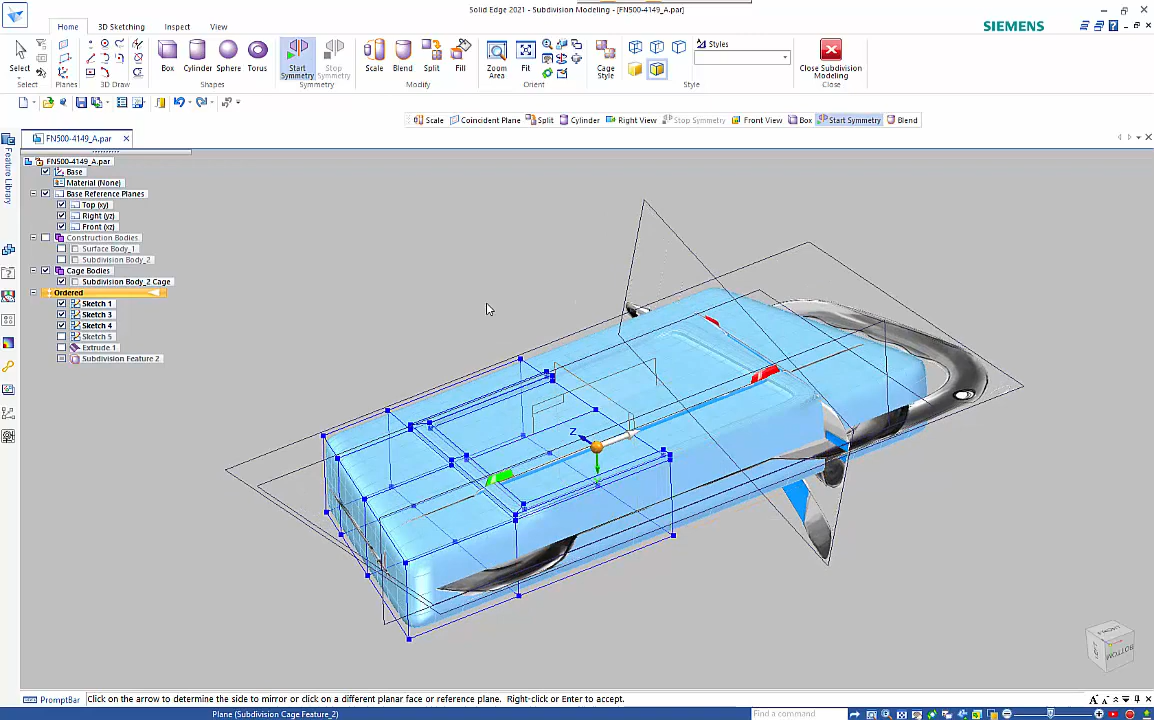 Solid Edge 2021 - Subdivision Modeling - [FN500-4149_A.par]
Home 3D Sketching Inspect View
SIEMENS
Select
Box Cylinder Sphere Torus
Start Symmetry
Stop Symmetry
Scale Blend Split Fill
Zoom Area
Fit
Cage Style
Styles
Close Subdivision Modeling
Select Planes 3D Draw Shapes Symmetry Modify Orient Style Close
Scale Coincident Plane Split Cylinder Right View Stop Symmetry Front View Box Start Symmetry Blend
FN500-4149_A.par
Feature Library
FN500-4149_A.par
Base
Material (None)
Base Reference Planes
Top (xy)
Right (yz)
Front (xz)
Construction Bodies
Surface Body_1
Subdivision Body_2
Cage Bodies
Subdivision Body_2 Cage
Ordered
Sketch 1
Sketch 3
Sketch 4
Sketch 5
Extrude 1
Subdivision Feature 2
Z
BOTTOM
PromptBar Click on the arrow to determine the side to mirror or click on a different planar face or reference plane. Right-click or Enter to accept.
Plane (Subdivision Cage Feature_2)
Find a command